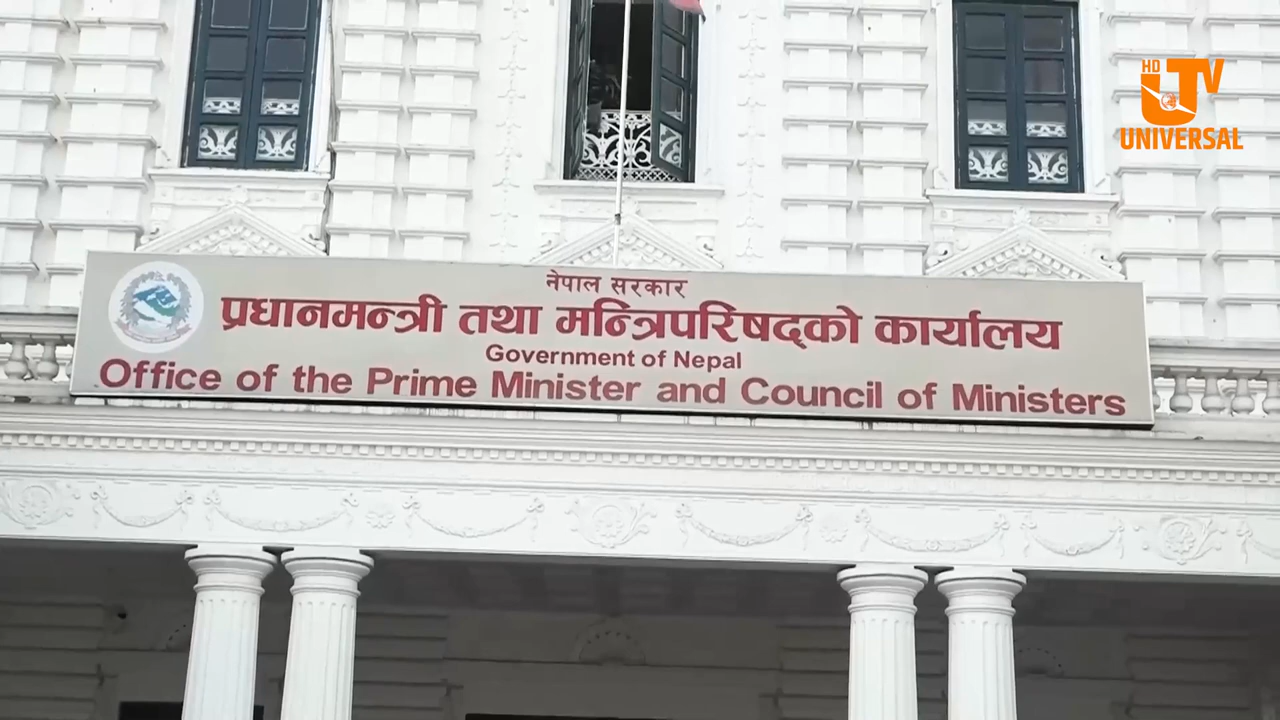 HD
UTV
UNIVERSAL
नेपाल सरकार
प्रधानमन्त्री तथा मन्त्रिपरिषद्को कार्यालय
Government of Nepal
Office of the Prime Minister and Council of Ministers